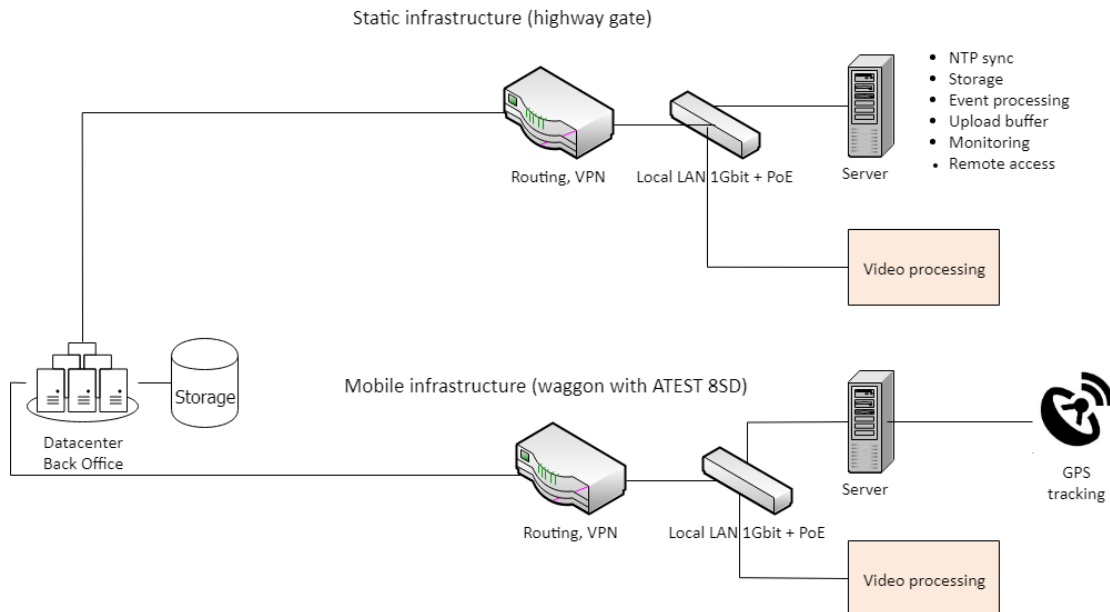 Static infrastructure (highway gate)
NTP sync
Storage
Event processing
Upload buffer
Monitoring
Remote access
Routing, VPN
Local LAN 1Gbit + PoE
Server
Video processing
Storage
Datacenter
Back Office
Mobile infrastructure (waggon with ATEST 8SD)
Routing, VPN
Local LAN 1Gbit + PoE
Server
GPS
tracking
Video processing